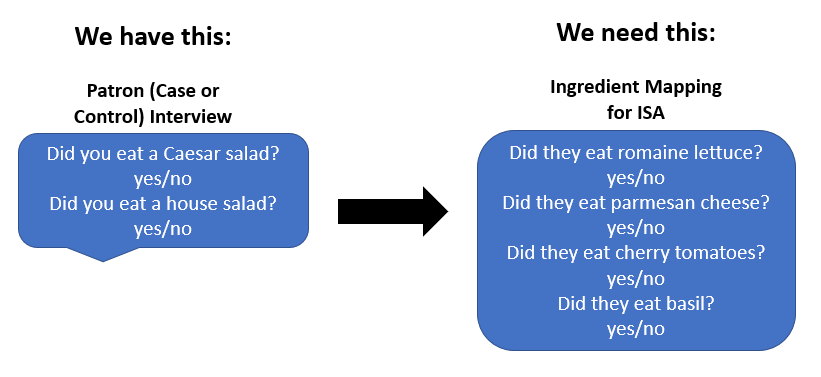 We have this:
Patron (Case or
Control) Interview
Did you eat a Caesar salad?
yes/no
Did you eat a house salad?
yes/no
We need this:
Ingredient Mapping
for ISA
Did they eat romaine lettuce?
yes/no
Did they eat parmesan cheese?
yes/no
Did they eat cherry tomatoes?
yes/no
Did they eat basil?
yes/no